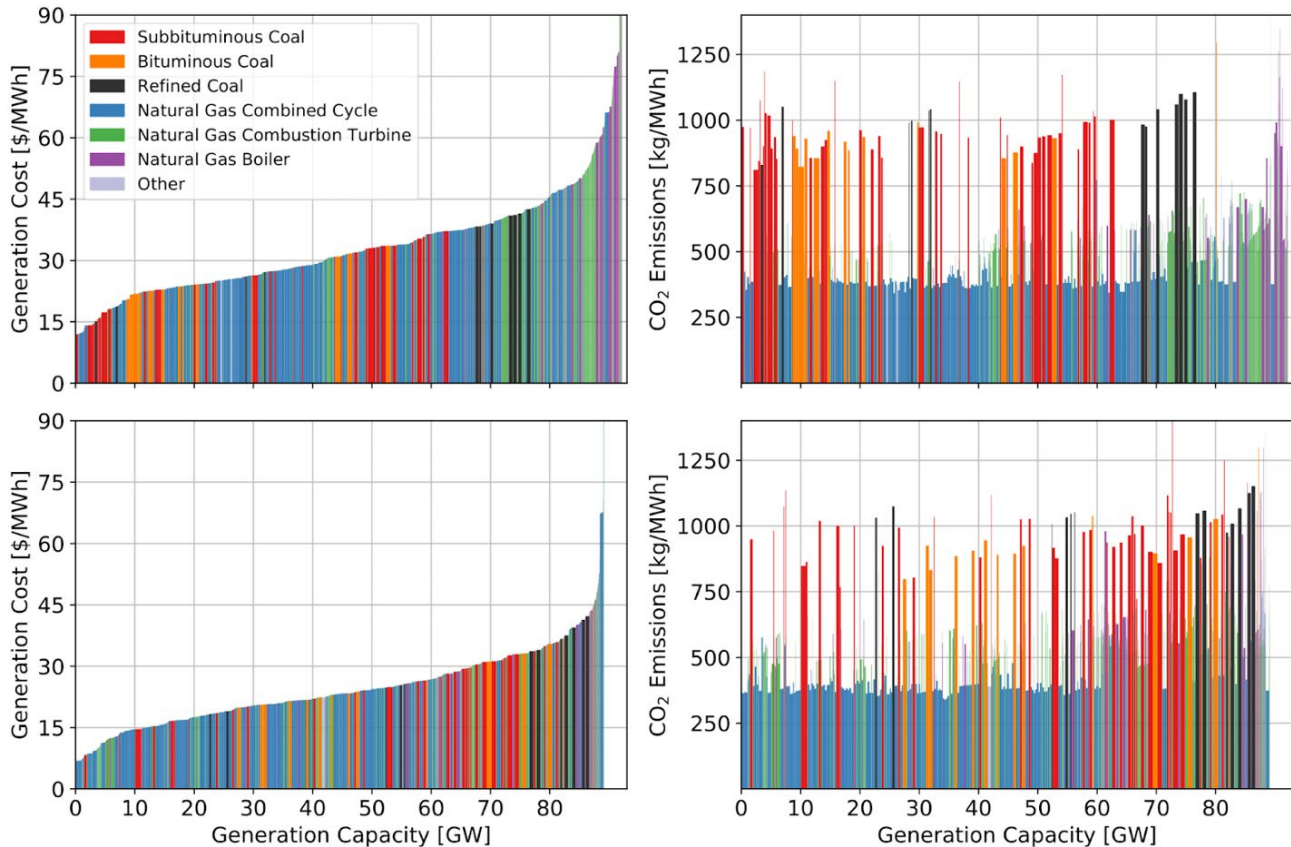 90
75
60
45
30
15
0
Generation Cost [$/MWh]
Subbituminous Coal
Bituminous Coal
Refined Coal
Natural Gas Combined Cycle
Natural Gas Combustion Turbine
Natural Gas Boiler
Other
1250
1000
750
500
250
CO₂ Emissions [kg/MWh]
90
75
60
45
30
15
0
Generation Cost [$/MWh]
0 10 20 30 40 50 60 70 80
Generation Capacity [GW]
1250
1000
750
500
250
CO₂ Emissions [kg/MWh]
0 10 20 30 40 50 60 70 80
Generation Capacity [GW]